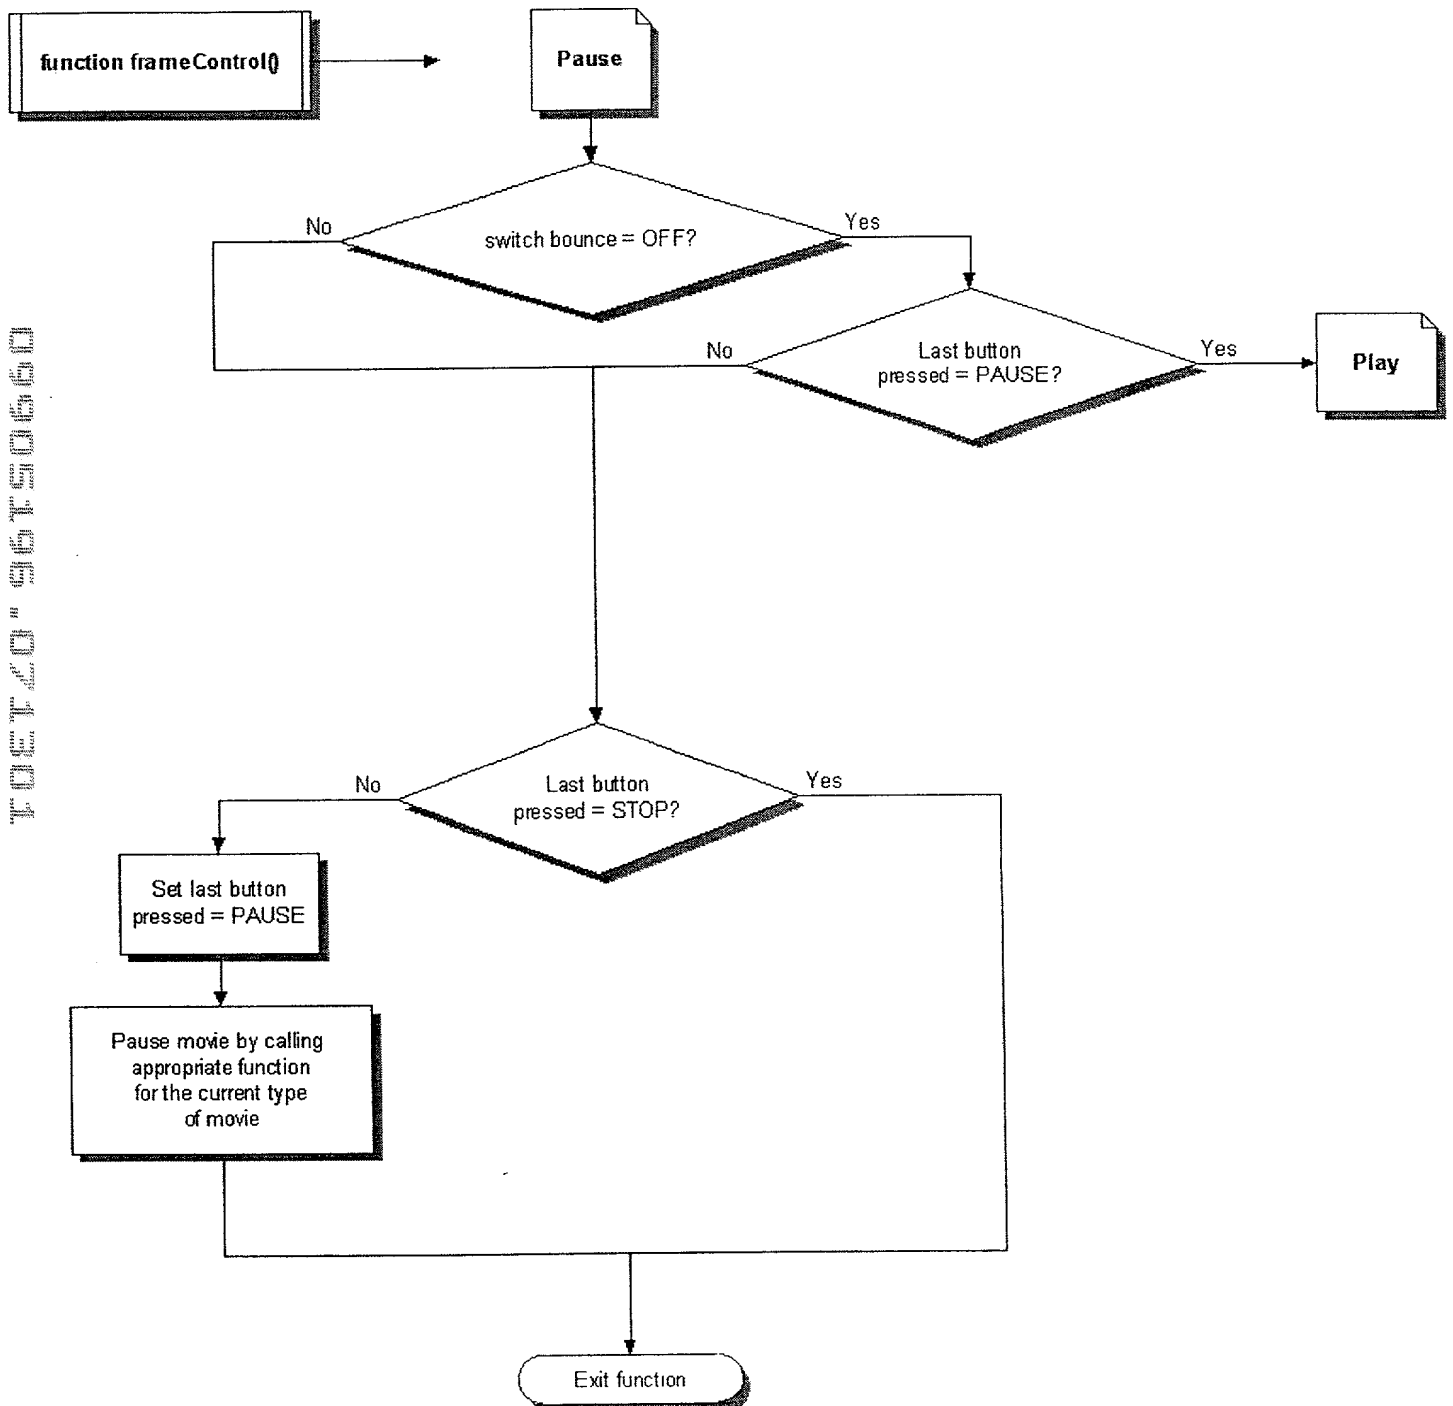 function frameControl()
Pause
switch bounce = OFF?
No
Yes
Last button
pressed = PAUSE?
No
Yes
Play
Last button
pressed = STOP?
No
Yes
Set last button
pressed = PAUSE
Pause movie by calling
appropriate function
for the current type
of movie
Exit function
09905196 . 071301